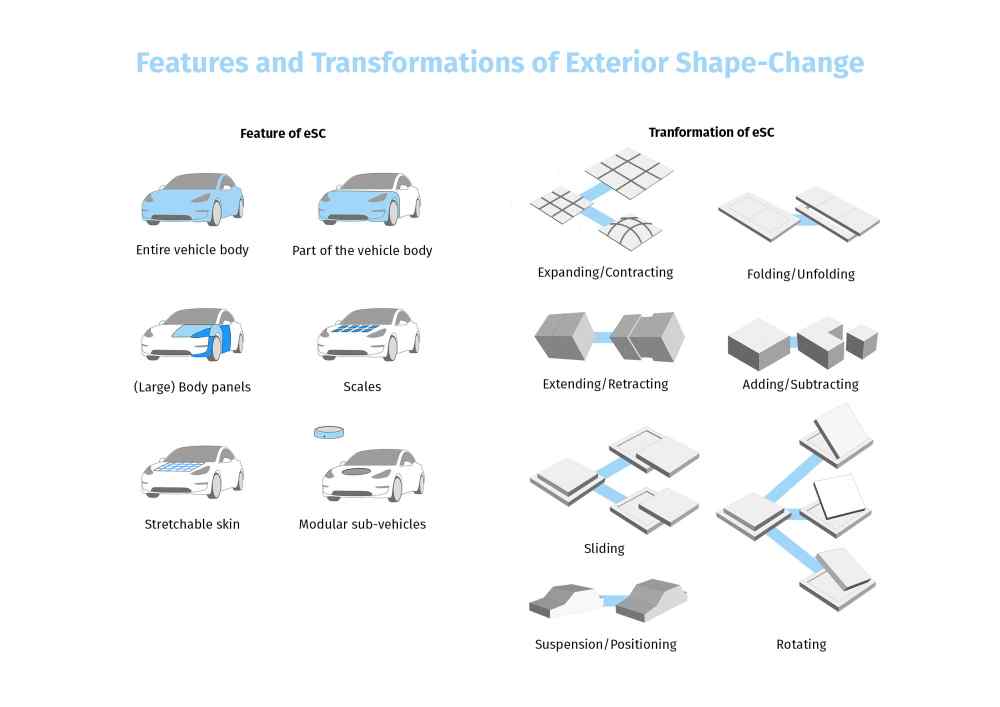 Features and Transformations of Exterior Shape-Change
Feature of eSC
Entire vehicle body
Part of the vehicle body
(Large) Body panels
Scales
Stretchable skin
Modular sub-vehicles
Tranformation of eSC
Expanding/Contracting
Folding/Unfolding
Extending/Retracting
Adding/Subtracting
Sliding
Suspension/Positioning
Rotating